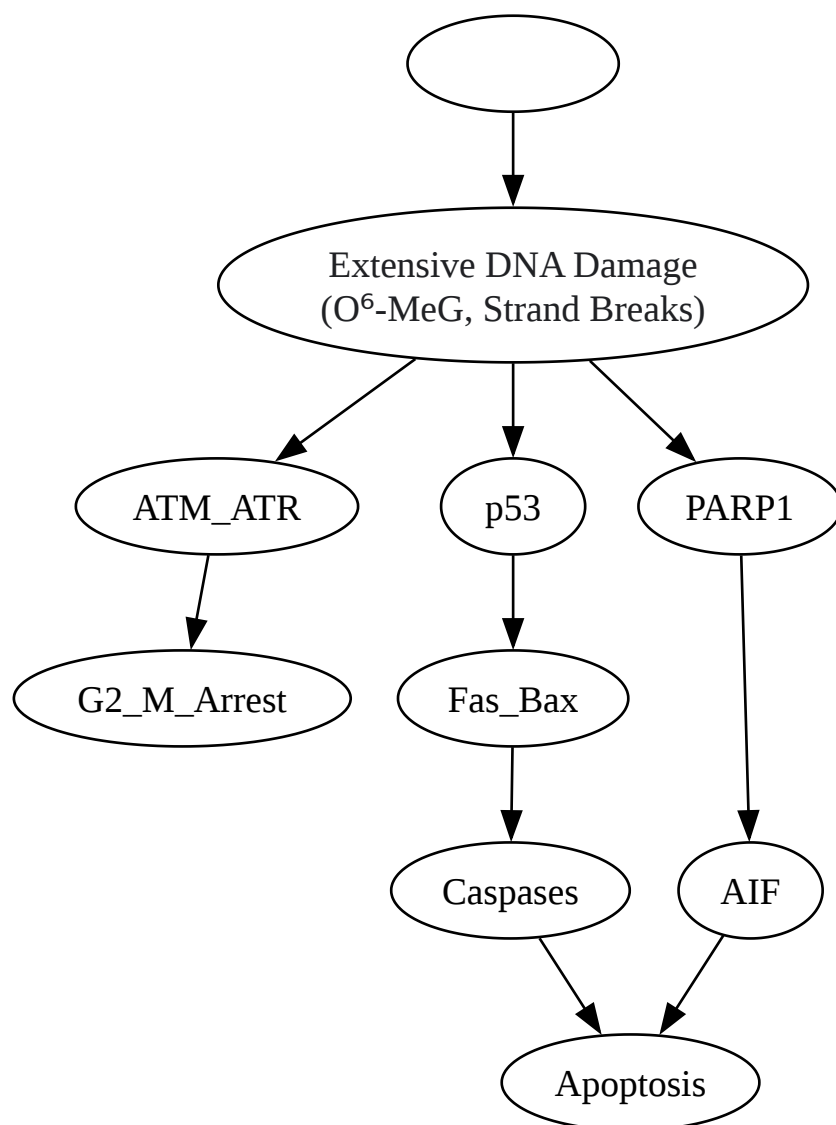 Extensive DNA Damage
(O⁶-MeG, Strand Breaks)
ATM_ATR
p53
PARP1
G2_M_Arrest
Fas_Bax
Caspases
AIF
Apoptosis